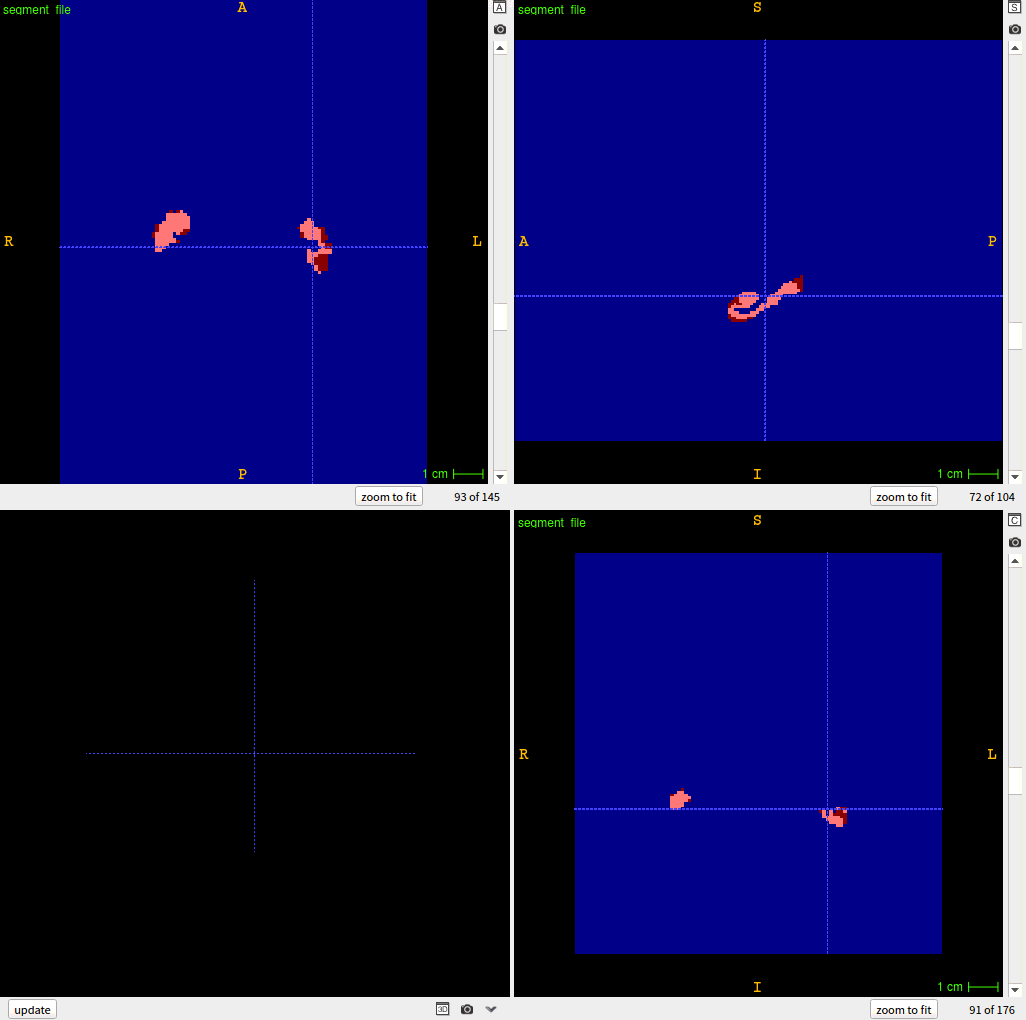 segment file
A
A
R
L
P
1 cm
zoom to fit
93 of 145
segment file
S
S
A
P
I
1 cm
zoom to fit
72 of 104
update
3D
segment file
S
C
R
L
I
1 cm
zoom to fit
91 of 176